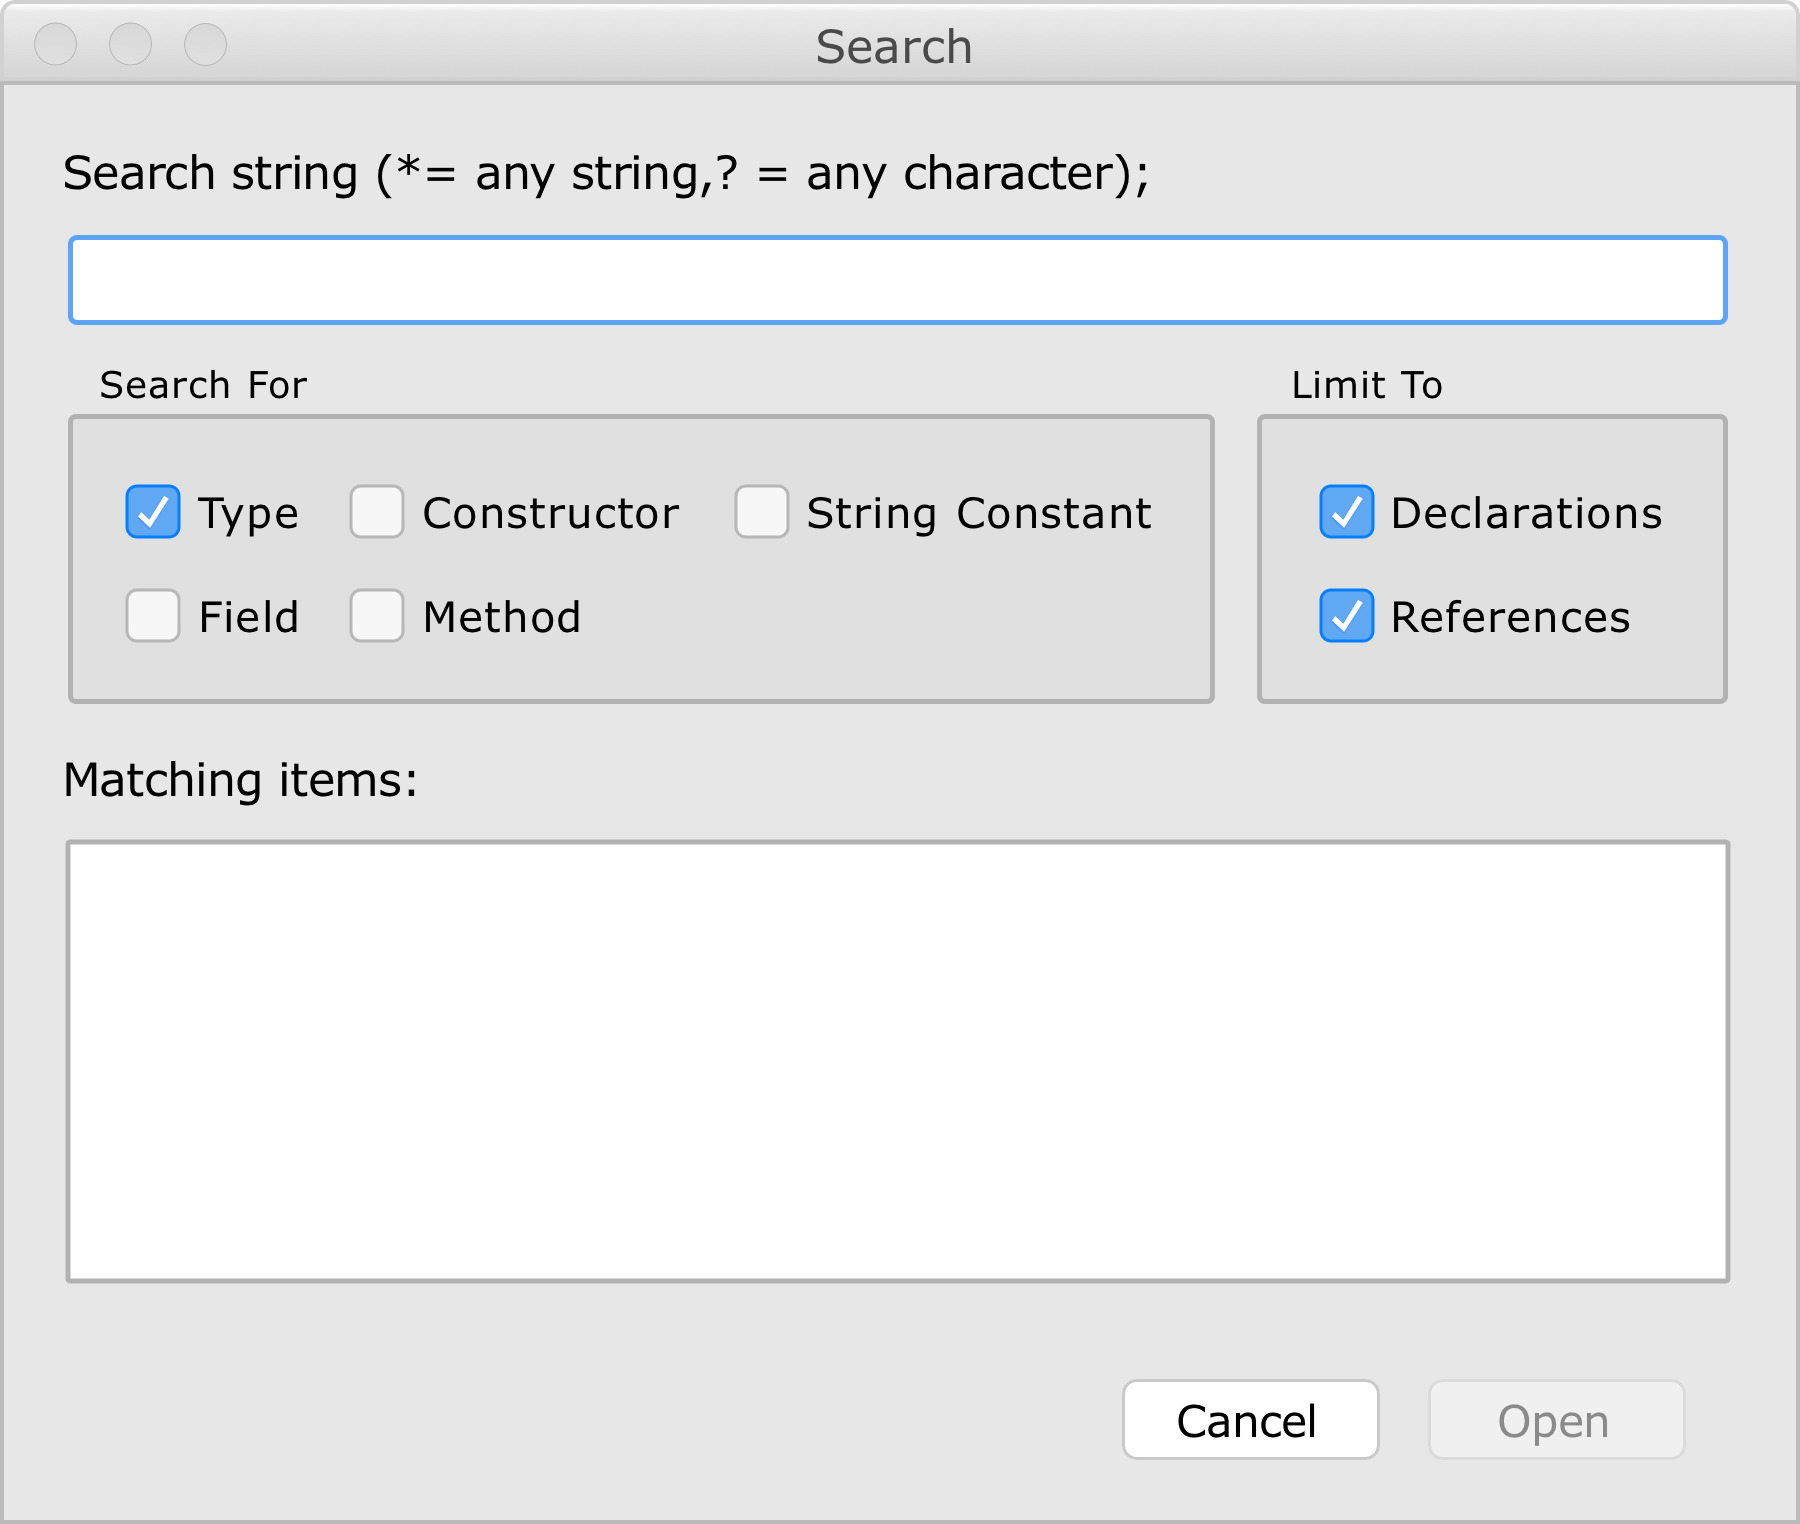 Search
Search string (*= any string,? = any character);
Search For
Limit To
Type
Constructor
String Constant
Declarations
Field
Method
References
Matching items:
Cancel
Open